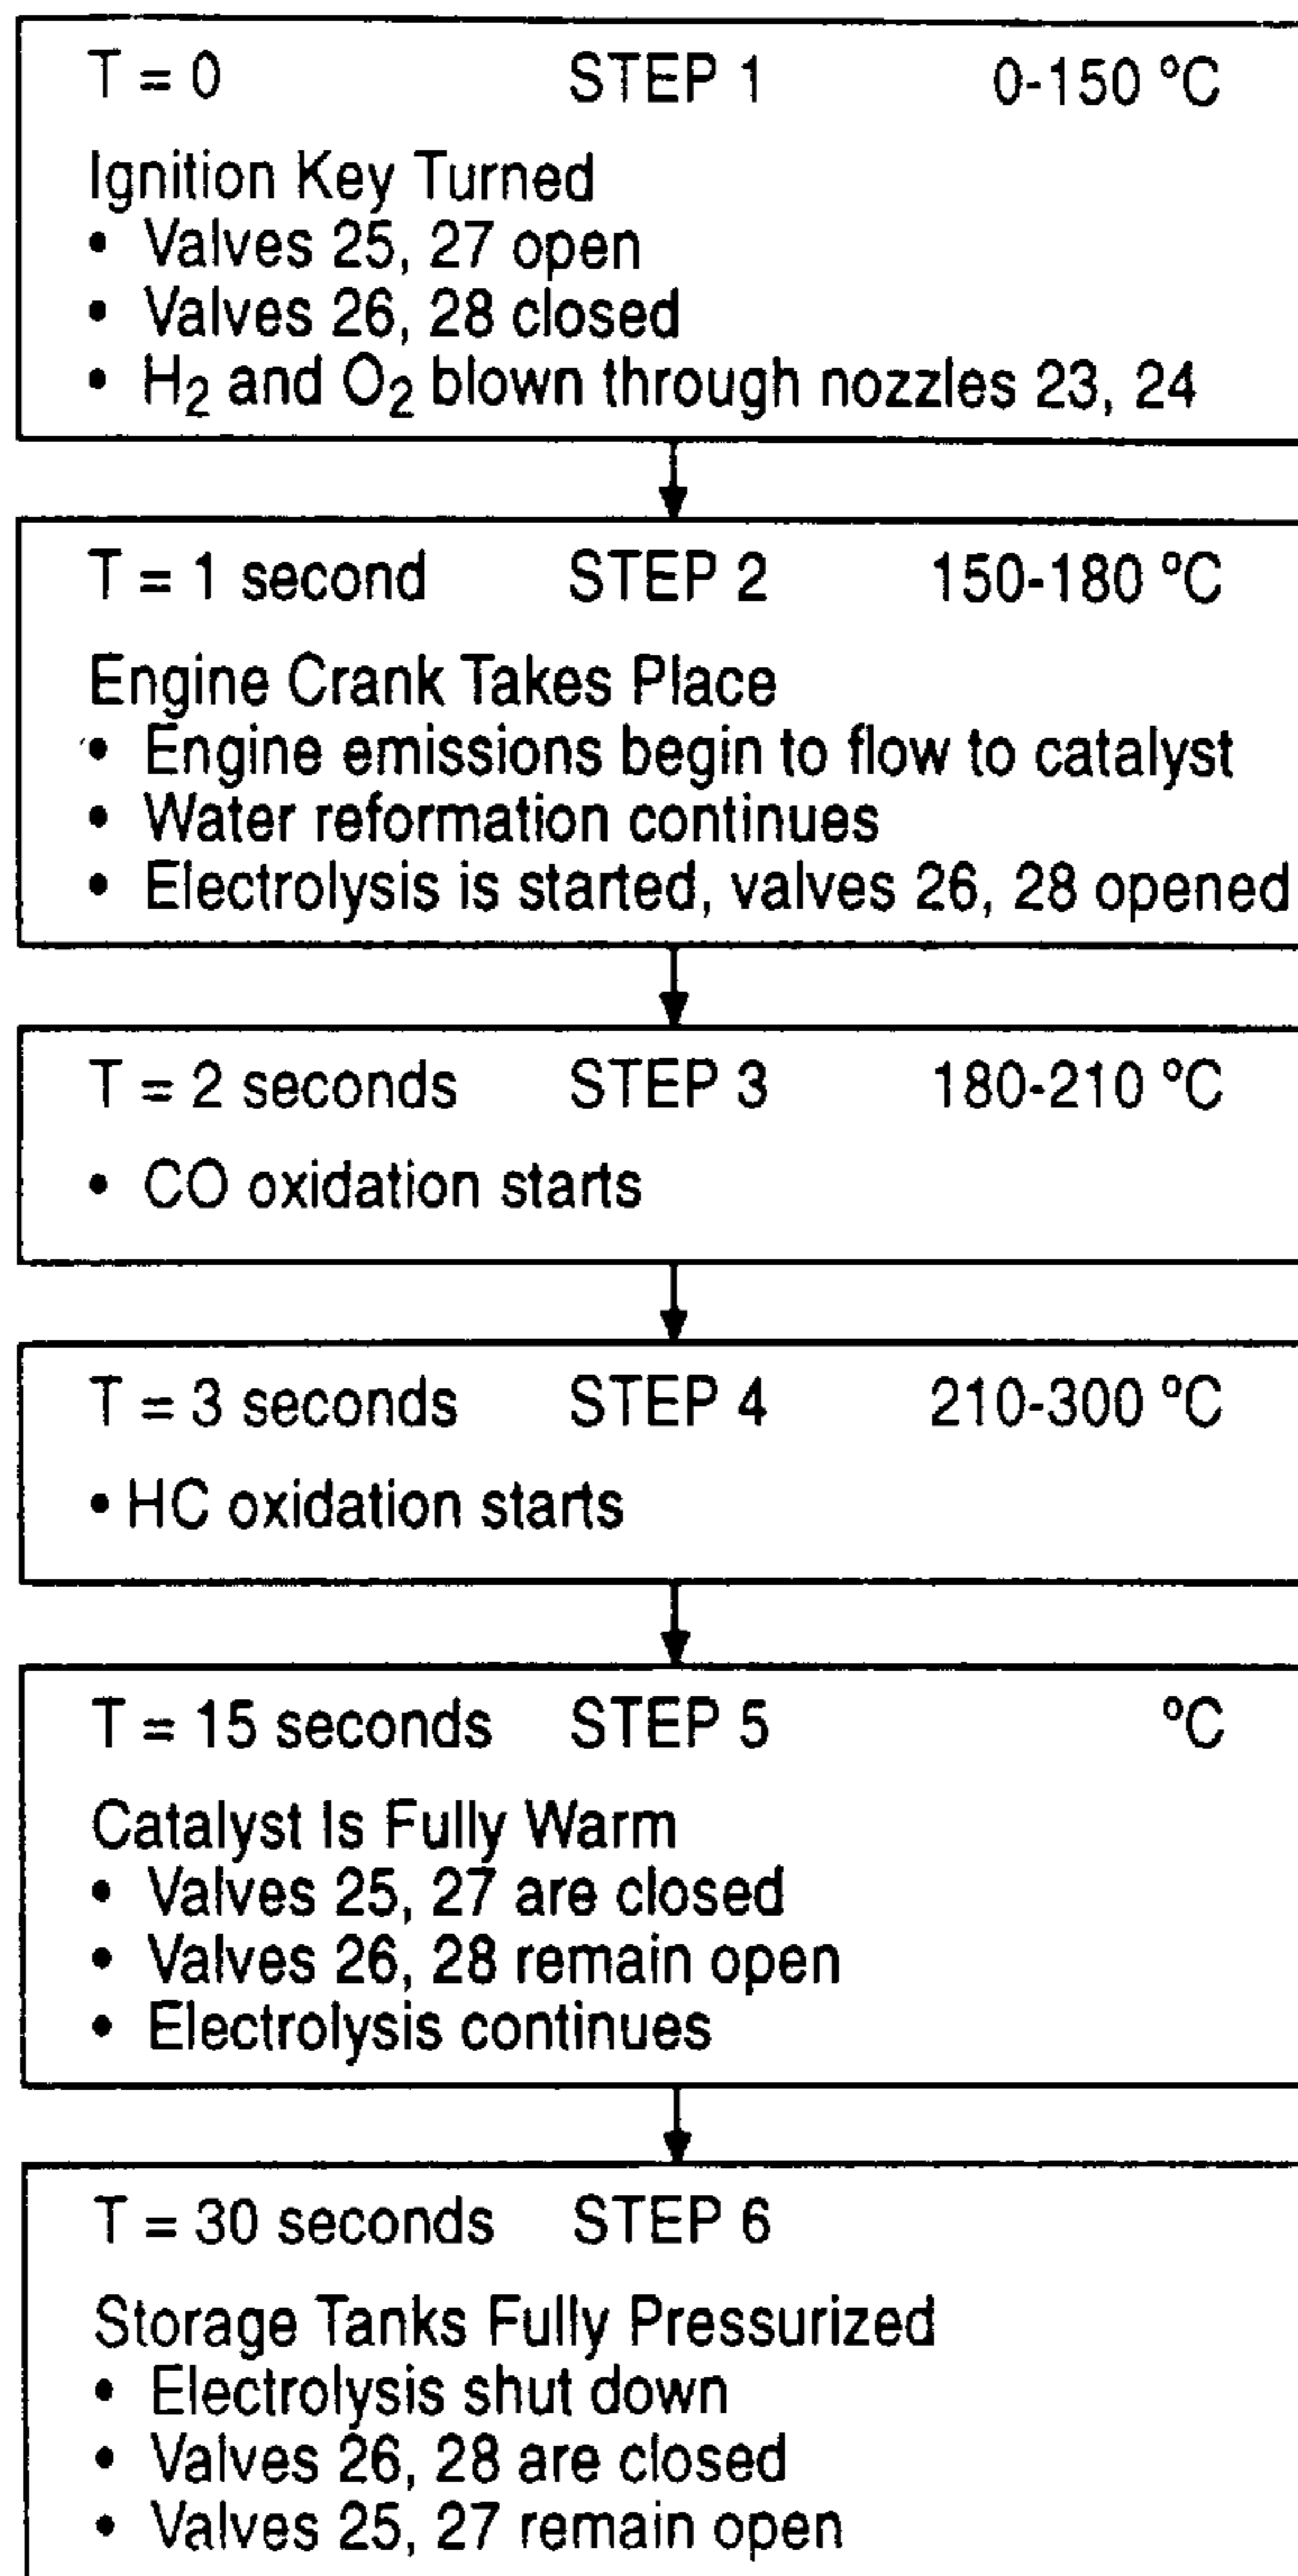 T = 0 STEP 1 0-150 ºC
Ignition Key Turned
• Valves 25, 27 open
• Valves 26, 28 closed
• H₂ and O₂ blown through nozzles 23, 24
T = 1 second STEP 2 150-180 ºC
Engine Crank Takes Place
• Engine emissions begin to flow to catalyst
• Water reformation continues
• Electrolysis is started, valves 26, 28 opened
T = 2 seconds STEP 3 180-210 ºC
• CO oxidation starts
T = 3 seconds STEP 4 210-300 ºC
• HC oxidation starts
T = 15 seconds STEP 5 ºC
Catalyst Is Fully Warm
• Valves 25, 27 are closed
• Valves 26, 28 remain open
• Electrolysis continues
T = 30 seconds STEP 6
Storage Tanks Fully Pressurized
• Electrolysis shut down
• Valves 26, 28 are closed
• Valves 25, 27 remain open